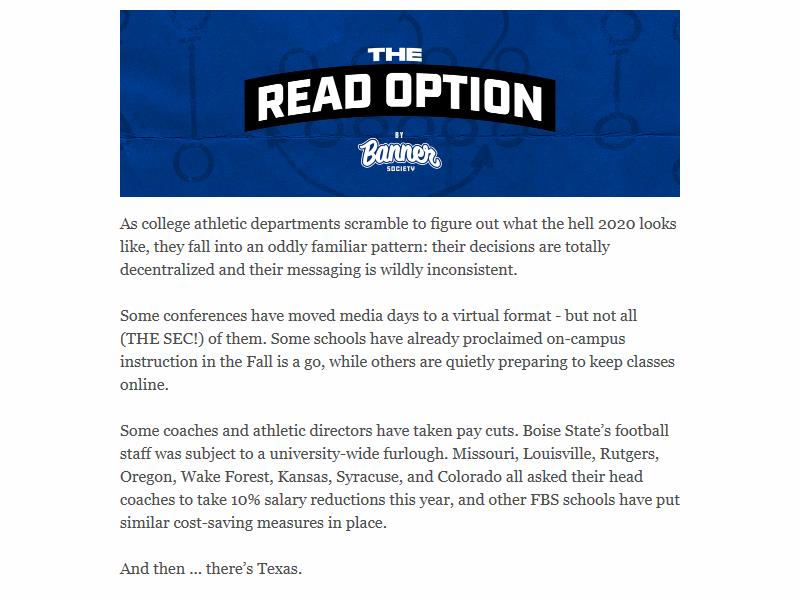 THE
READ OPTION
BY
Banner
SOCIETY
As college athletic departments scramble to figure out what the hell 2020 looks
like, they fall into an oddly familiar pattern: their decisions are totally
decentralized and their messaging is wildly inconsistent.
Some conferences have moved media days to a virtual format - but not all
(THE SEC!) of them. Some schools have already proclaimed on-campus
instruction in the Fall is a go, while others are quietly preparing to keep classes
online.
Some coaches and athletic directors have taken pay cuts. Boise State’s football
staff was subject to a university-wide furlough. Missouri, Louisville, Rutgers,
Oregon, Wake Forest, Kansas, Syracuse, and Colorado all asked their head
coaches to take 10% salary reductions this year, and other FBS schools have put
similar cost-saving measures in place.
And then ... there’s Texas.